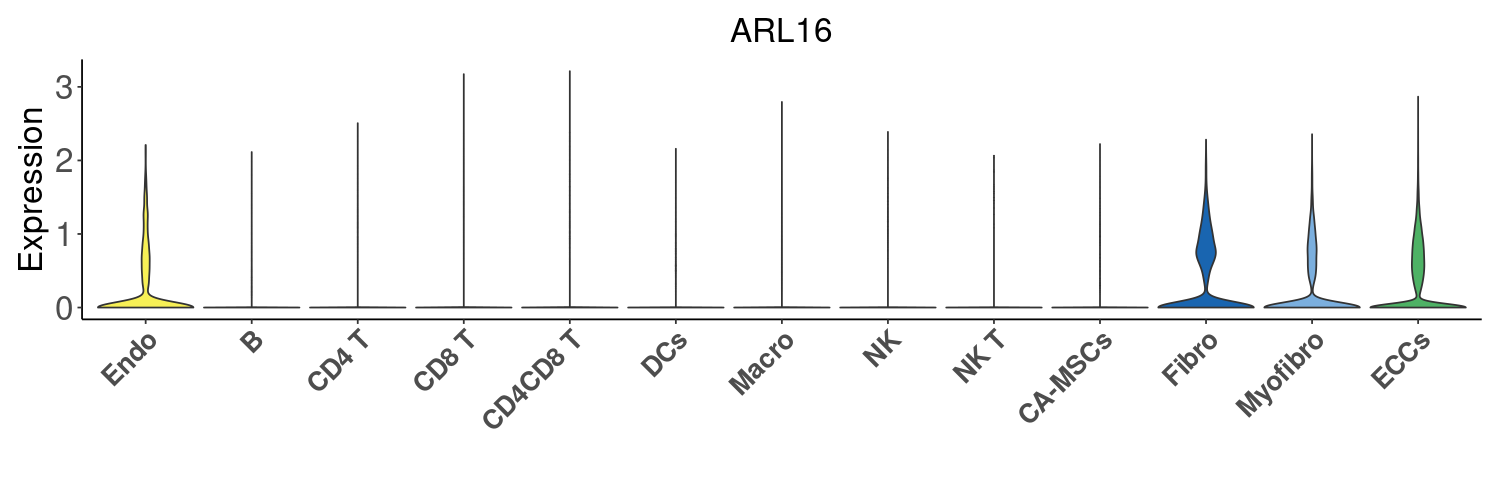 ARL16
Expression
3
2
1
0
Endo
B
CD4 T
CD8 T
CD4CD8 T
DCs
Macro
NK
NK T
CA-MSCs
Fibro
Myofibro
ECCs